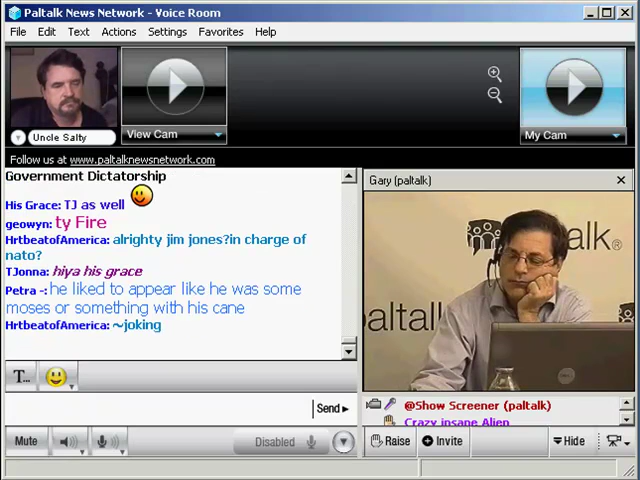 Paltalk News Network - Voice Room
File Edit Text Actions Settings Favorites Help
Uncle Salty
View Cam
My Cam
Follow us at www.paltalknewsnetwork.com
Government Dictatorship
His Grace: TJ as well
geowyn: ty Fire
HrtbeatofAmerica: alrighty jim jones?in charge of
nato?
TJonna: hiya his grace
Petra -: he liked to appear like he was some
moses or something with his cane
HrtbeatofAmerica: ~joking
Gary (paltalk)
talk®
paltalk
T...
Send
@Show Screener (paltalk)
Crazy insane Alien
Mute
Disabled
Raise
Invite
Hide